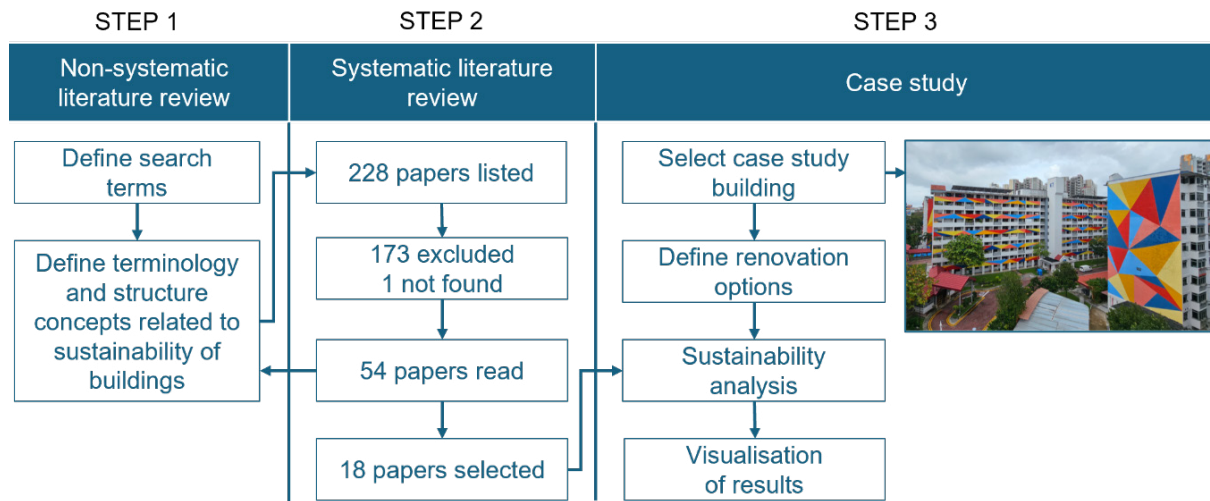 STEP 1
STEP 2
STEP 3
Non-systematic
literature review
Systematic literature
review
Case study
Define search
terms
Define terminology
and structure
concepts related to
sustainability of
buildings
228 papers listed
173 excluded
1 not found
54 papers read
18 papers selected
Select case study
building
Define renovation
options
Sustainability
analysis
Visualisation
of results